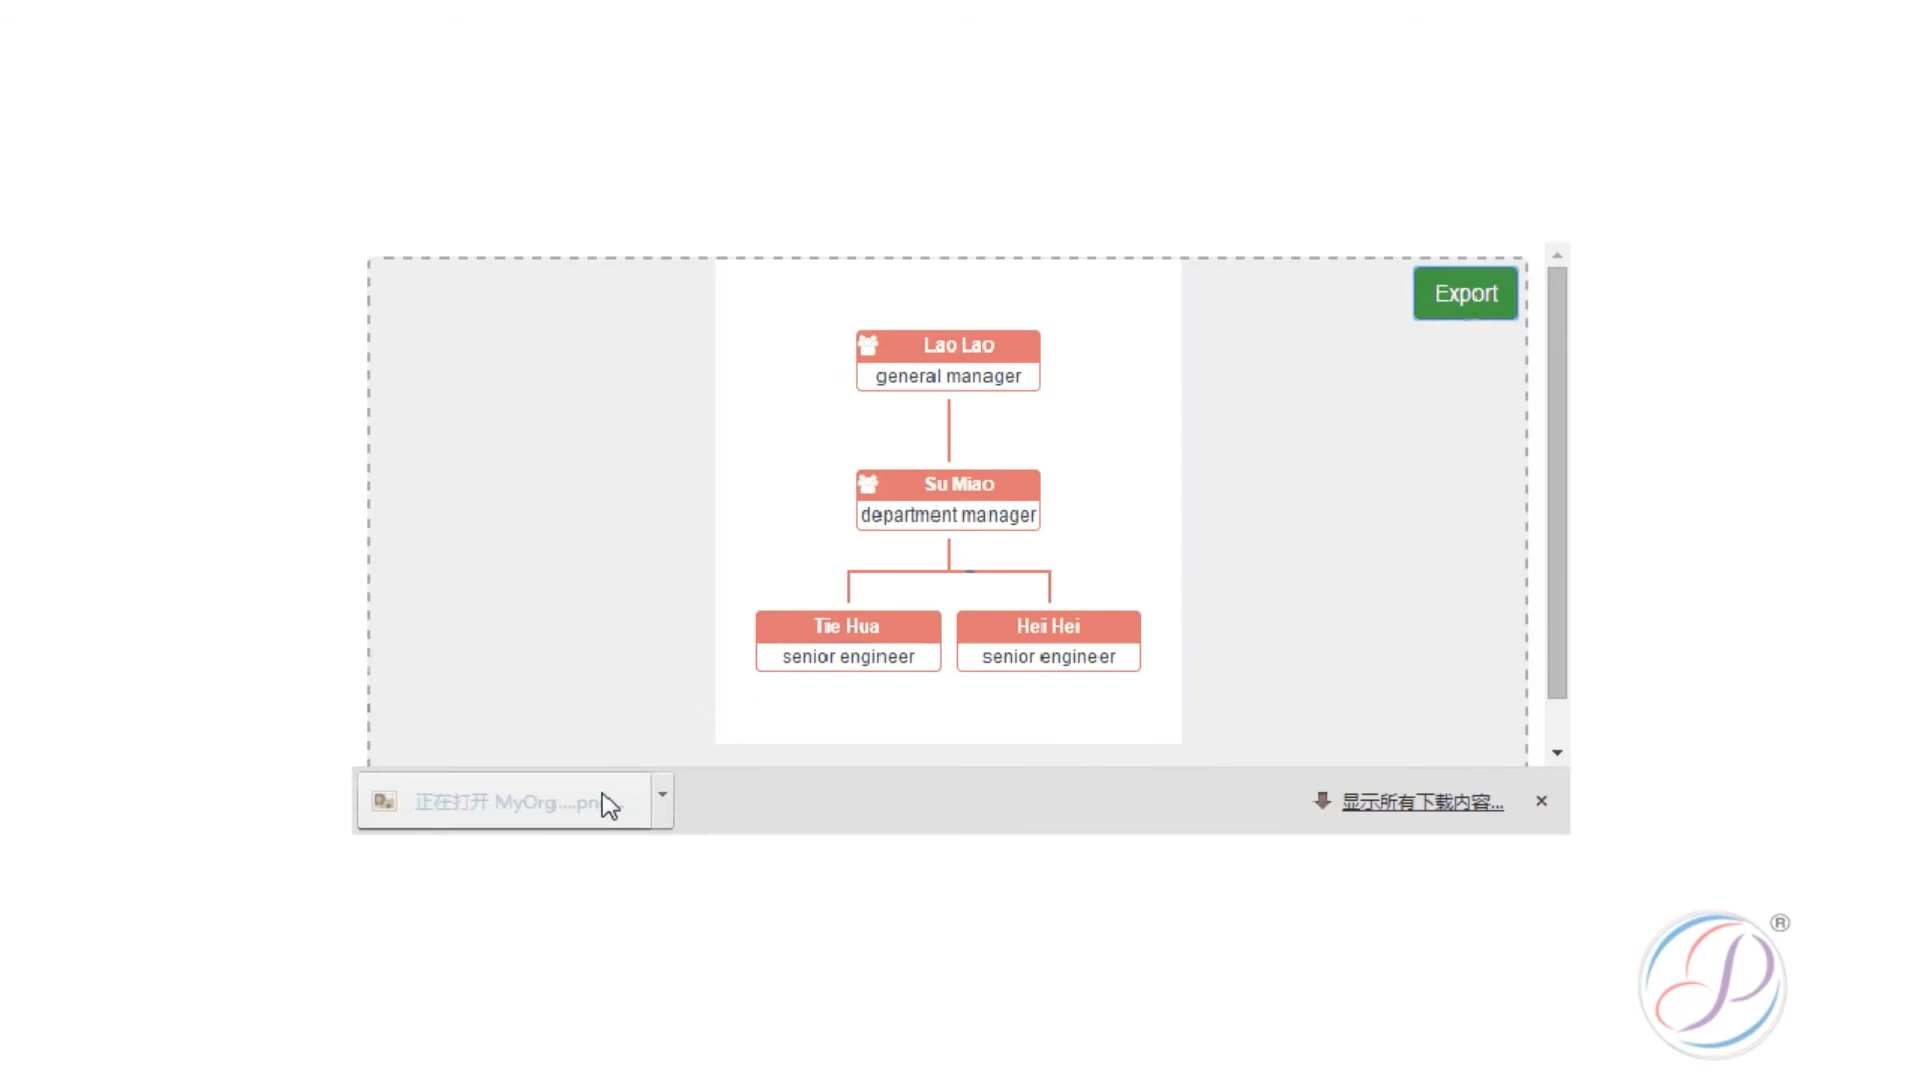 Export
Lao Lao
general manager
Su Miao
department manager
Tie Hua
senior engineer
Hei Hei
senior engineer
正在打开 MyOrg....png
显示所有下载内容...
®